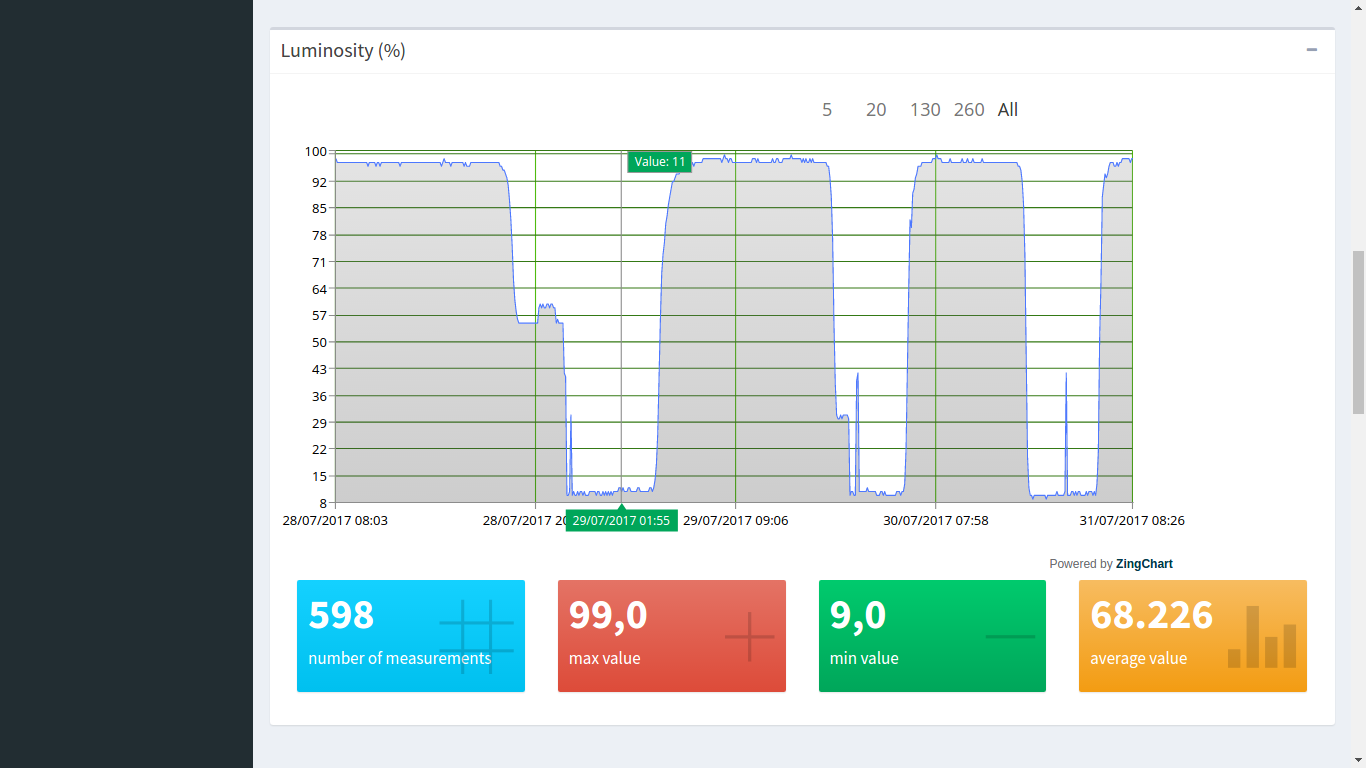 Luminosity (%)
5 20 130 260 All
100
Value: 11
92
85
78
71
64
57
50
43
36
29
22
15
8
28/07/2017 08:03 28/07/2017 20 29/07/2017 01:55 29/07/2017 09:06 30/07/2017 07:58 31/07/2017 08:26
Powered by ZingChart
598 99,0 9,0 68.226
number of measurements max value min value average value